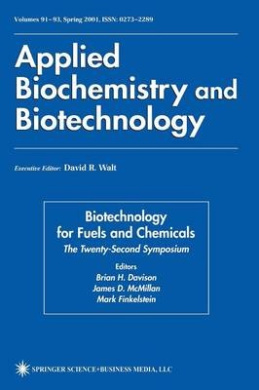 Volumes 91–93, Spring 2001, ISSN: 0273–2289
Applied
Biochemistry and
Biotechnology
Executive Editor: David R. Walt
Biotechnology
for Fuels and Chemicals
The Twenty-Second Symposium
Editors
Brian H. Davison
James D. McMillan
Mark Finkelstein
SPRINGER SCIENCE+BUSINESS MEDIA, LLC